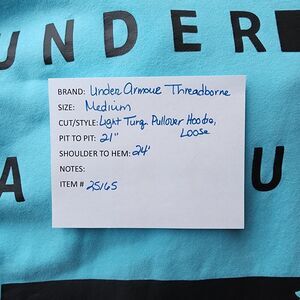 UNDER
BRAND: Under Armour Threadborne
SIZE: Medium
CUT/STYLE: Light Turq. Pullover Hoodie,
Loose
PIT TO PIT: 21"
SHOULDER TO HEM: 24"
NOTES:
ITEM # 25165
A U